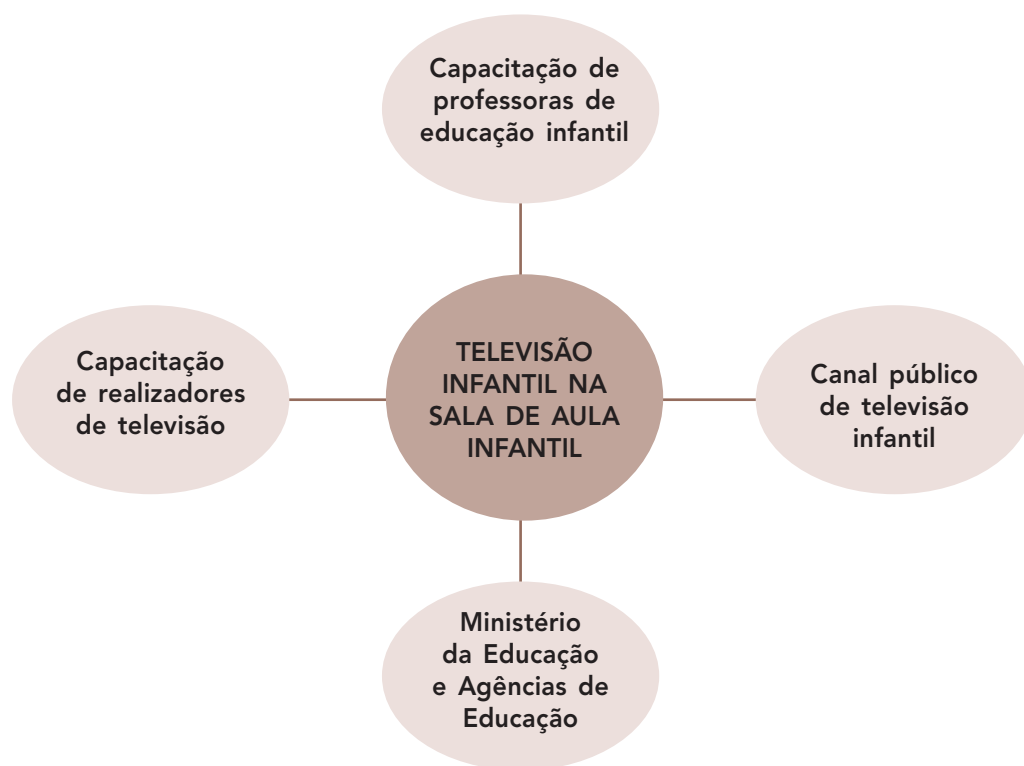 Capacitação de
professoras de
educação infantil
Capacitação
de realizadores
de televisão
TELEVISÃO
INFANTIL NA
SALA DE AULA
INFANTIL
Canal público
de televisão
infantil
Ministério
da Educação
e Agências de
Educação